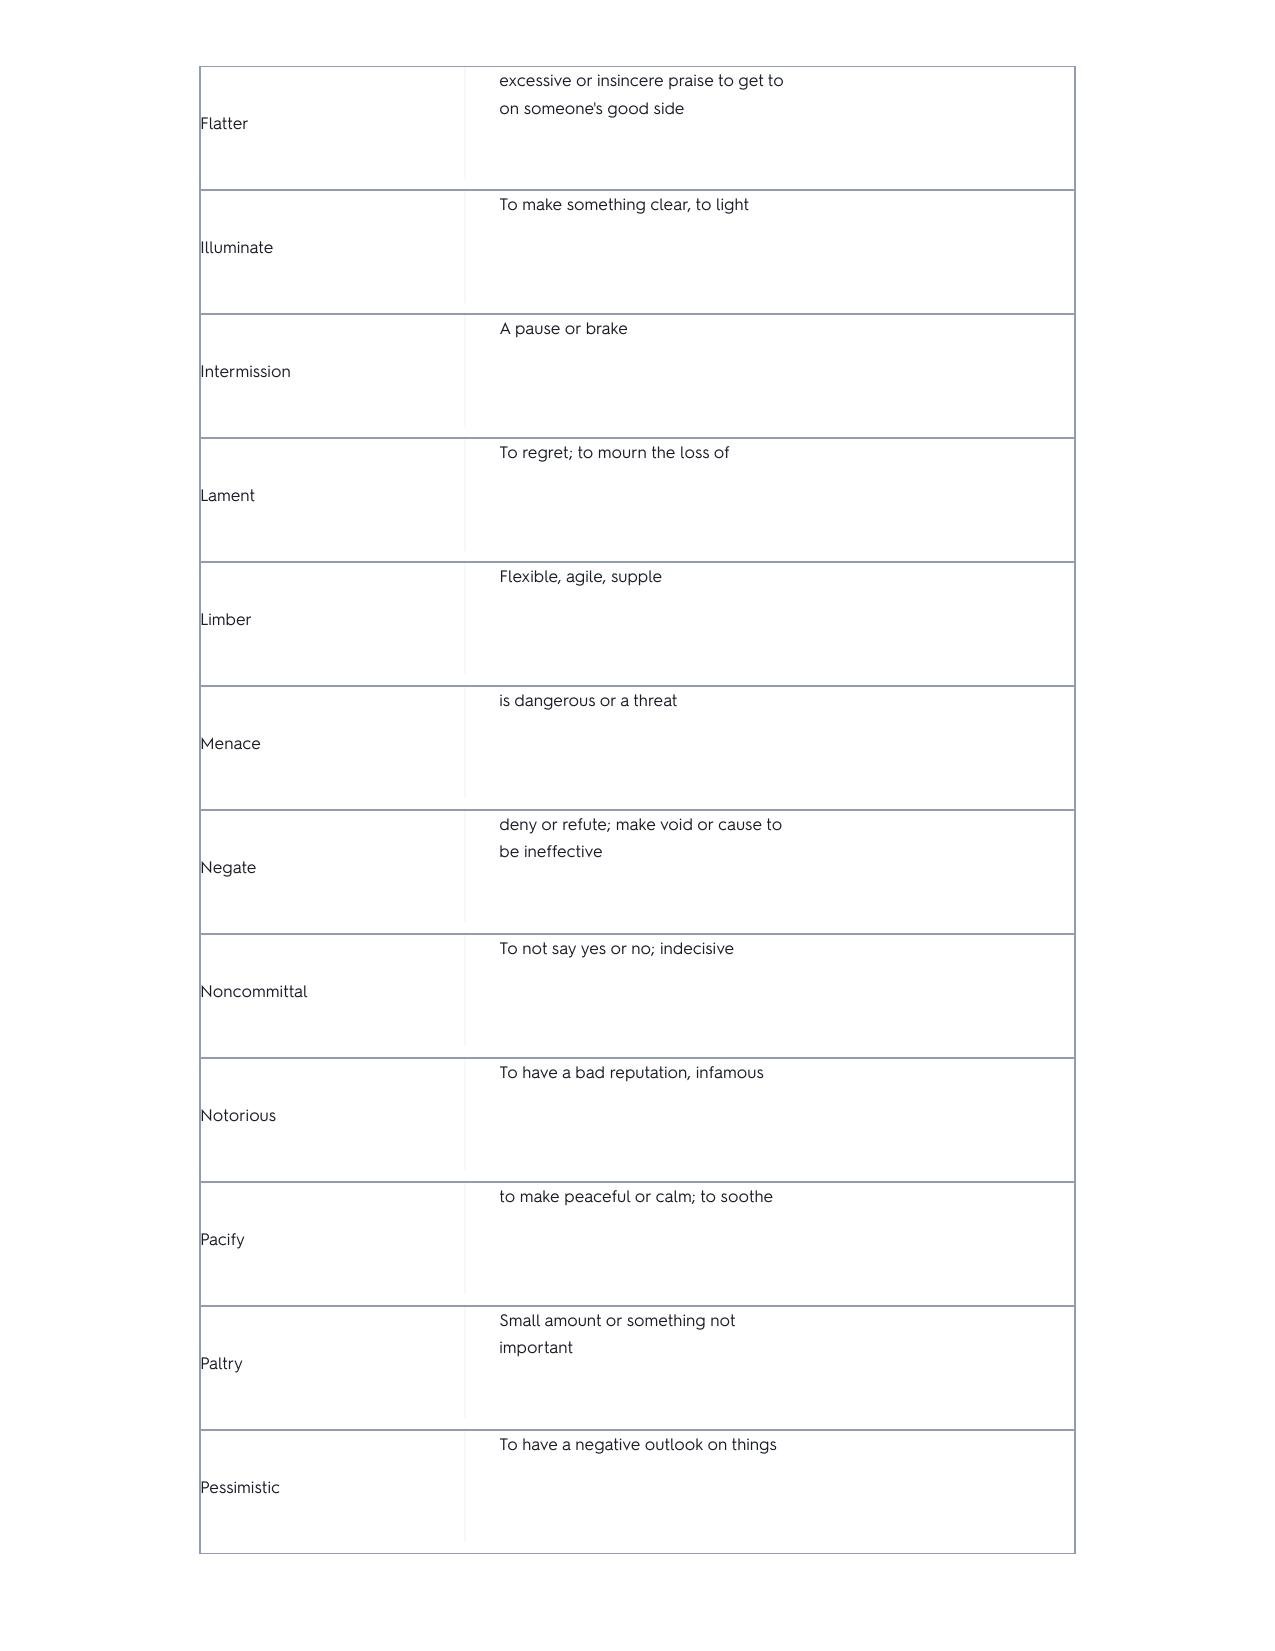 Flatter
excessive or insincere praise to get to
on someone's good side
Illuminate
To make something clear, to light
Intermission
A pause or brake
Lament
To regret; to mourn the loss of
Limber
Flexible, agile, supple
Menace
is dangerous or a threat
Negate
deny or refute; make void or cause to
be ineffective
Noncommittal
To not say yes or no; indecisive
Notorious
To have a bad reputation, infamous
Pacify
to make peaceful or calm; to soothe
Paltry
Small amount or something not
important
Pessimistic
To have a negative outlook on things